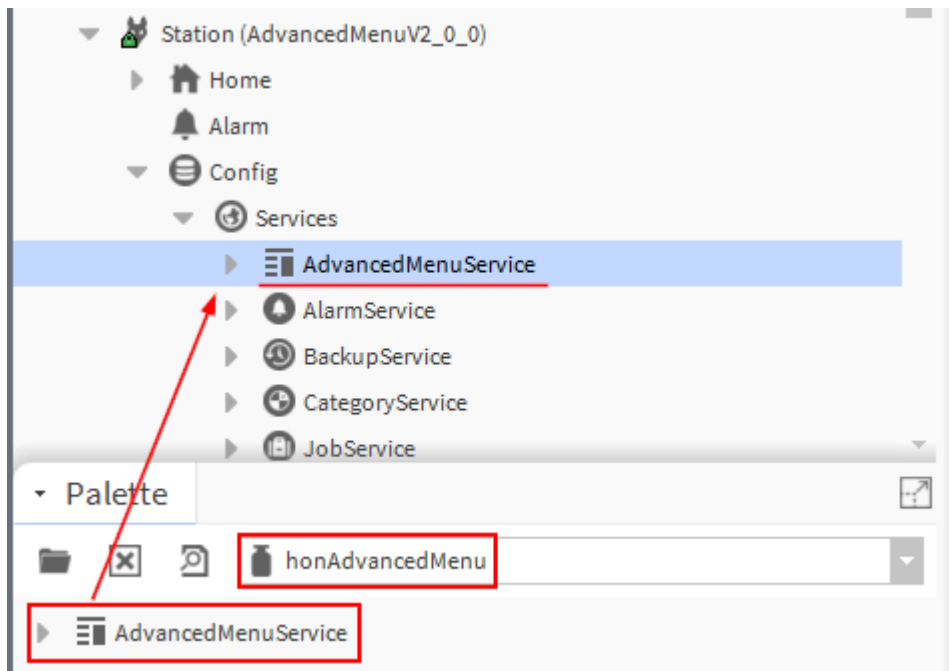 Station (AdvancedMenuV2_0_0)
Home
Alarm
Config
Services
AdvancedMenuService
AlarmService
BackupService
CategoryService
JobService
Palette
honAdvancedMenu
AdvancedMenuService